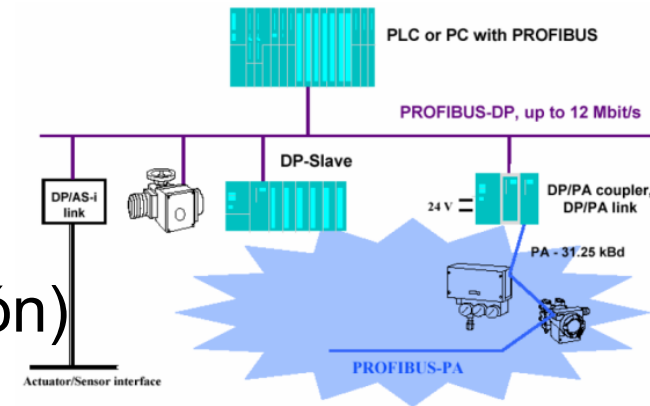 PLC or PC with PROFIBUS
PROFIBUS-DP, up to 12 Mbit/s
DP-Slave
DP/AS-i
link
24 V
DP/PA coupler,
DP/PA link
PA - 31.25 kBd
ón)
PROFIBUS-PA
Actuator/Sensor interface